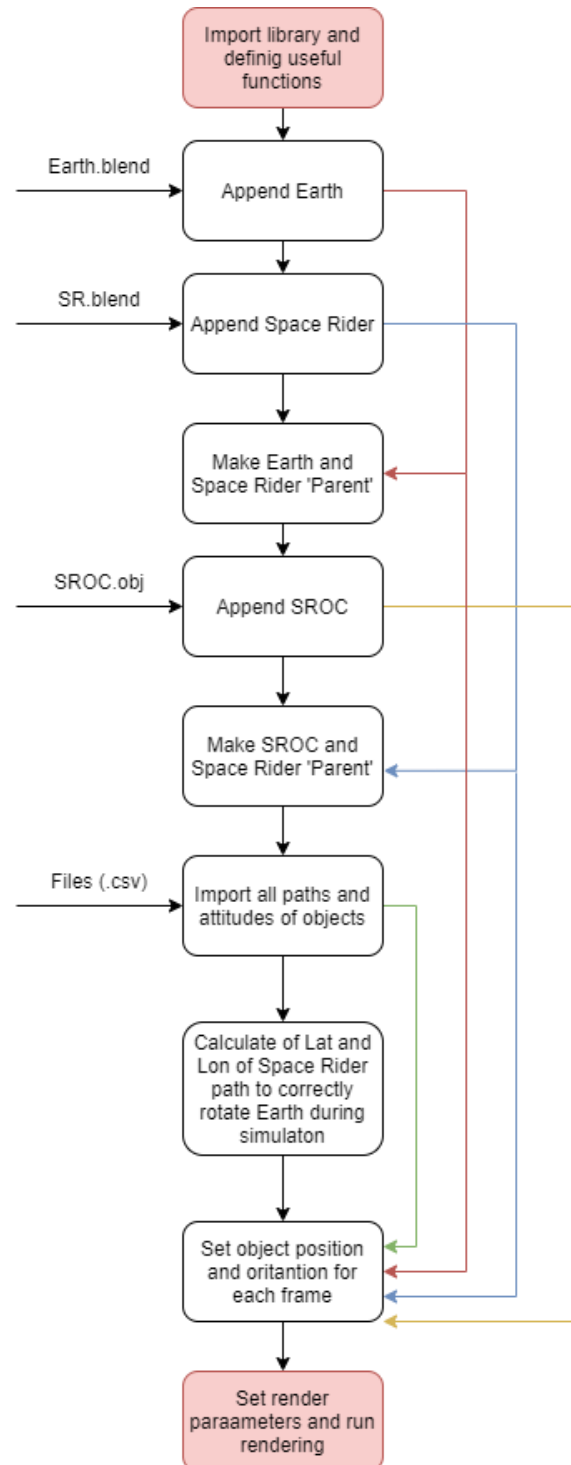 Import library and
definig useful
functions
Earth.blend
Append Earth
SR.blend
Append Space Rider
Make Earth and
Space Rider 'Parent'
SROC.obj
Append SROC
Make SROC and
Space Rider 'Parent'
Files (.csv)
Import all paths and
attitudes of objects
Calculate of Lat and
Lon of Space Rider
path to correctly
rotate Earth during
simulaton
Set object position
and oritantion for
each frame
Set render
paraameters and run
rendering